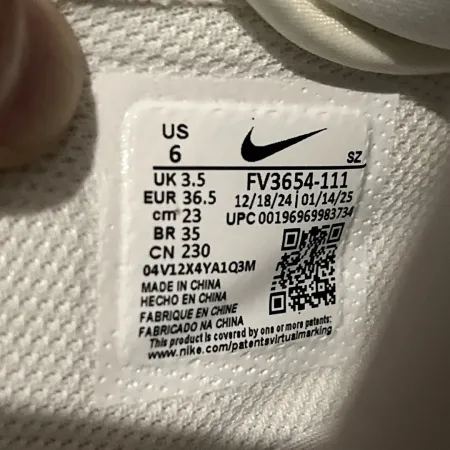 US
6
SZ
UK 3.5
EUR 36.5
cm 23
BR 35
CN 230
FV3654-111
12/18/24 | 01/14/25
UPC 00196969983734
04V12X4YA1Q3M
MADE IN CHINA
HECHO EN CHINA
FABRIQUE EN CHINE
FABRICADO NA CHINA
This product is covered by one or more patents:
www.nike.com/patentsvirtualmarking